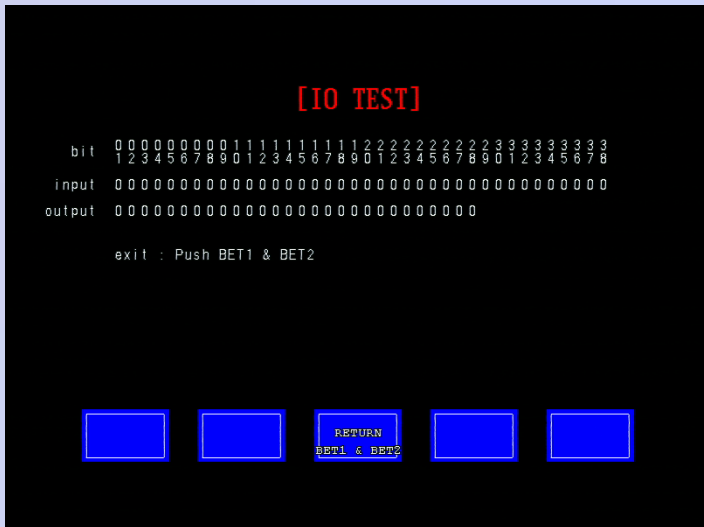 [IO TEST]
0 0 0 0 0 0 0 0 0 1 1 1 1 1 1 1 1 1 1 2 2 2 2 2 2 2 2 2 2 3 3 3 3 3 3 3 3 3
bit 1 2 3 4 5 6 7 8 9 0 1 2 3 4 5 6 7 8 9 0 1 2 3 4 5 6 7 8 9 0 1 2 3 4 5 6 7 8
input 0 0 0 0 0 0 0 0 0 0 0 0 0 0 0 0 0 0 0 0 0 0 0 0 0 0 0 0 0 0 0 0 0 0 0 0 0 0
output 0 0 0 0 0 0 0 0 0 0 0 0 0 0 0 0 0 0 0 0 0 0 0 0 0 0 0 0
exit : Push BET1 & BET2
RETURN
BET1 & BET2